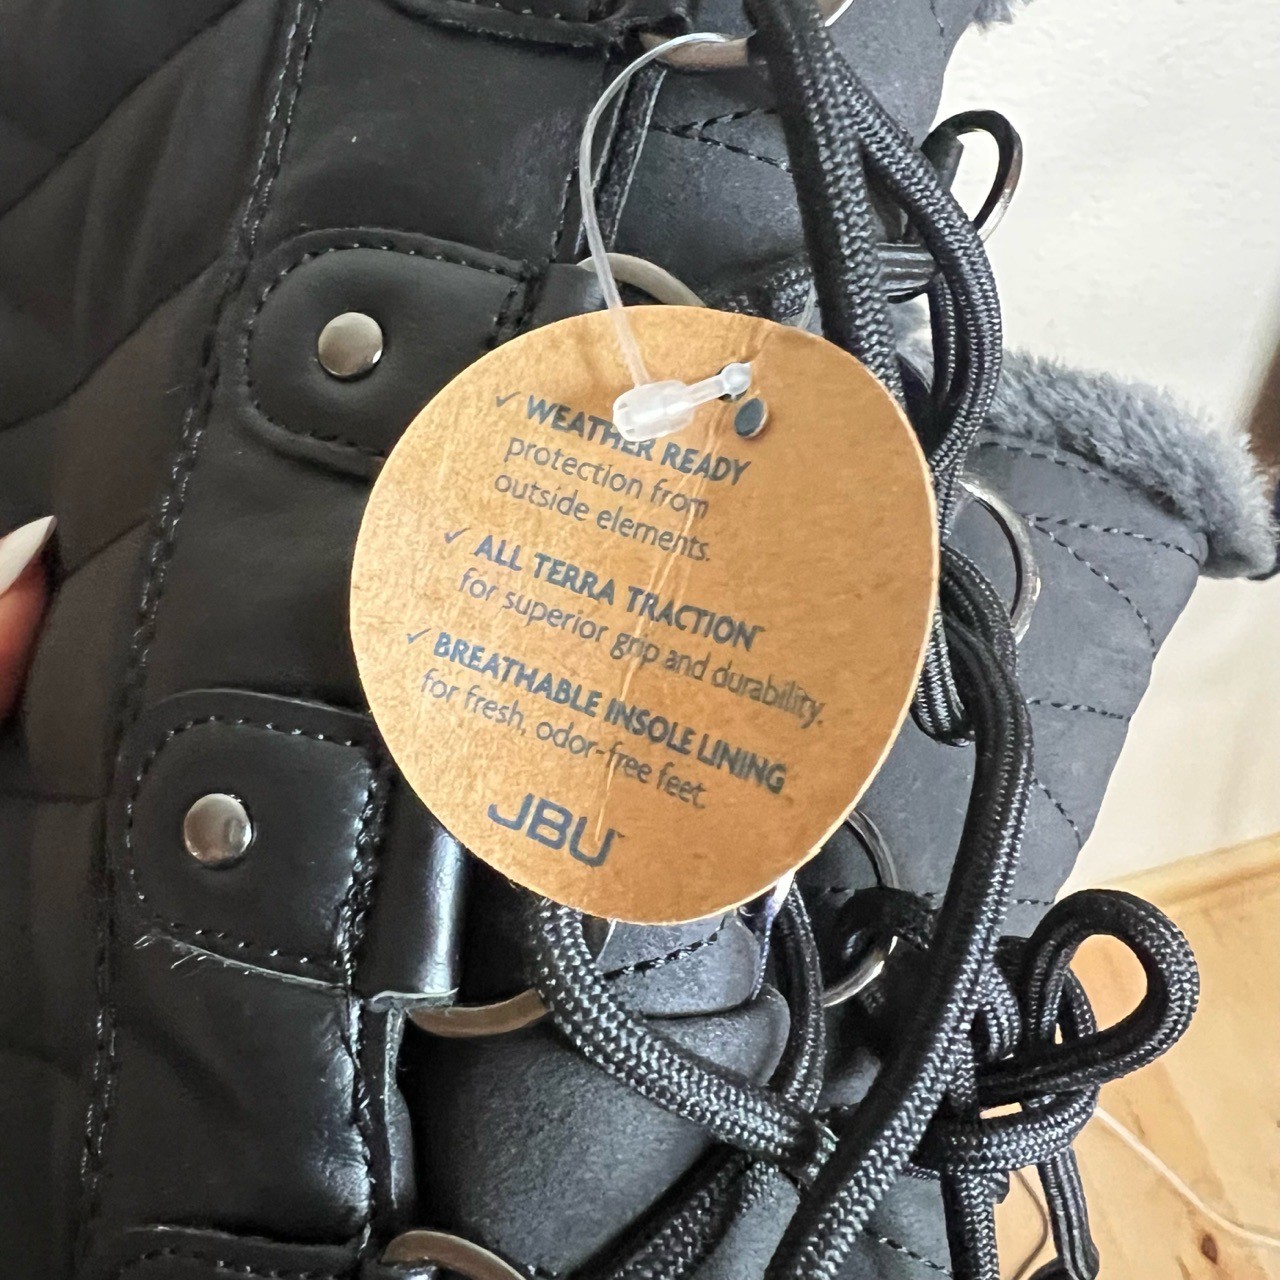 ✓ WEATHER READY
protection from
outside elements.
✓ ALL TERRA TRACTION™
for superior grip and durability.
✓ BREATHABLE INSOLE LINING
for fresh, odor-free feet.
JBU™